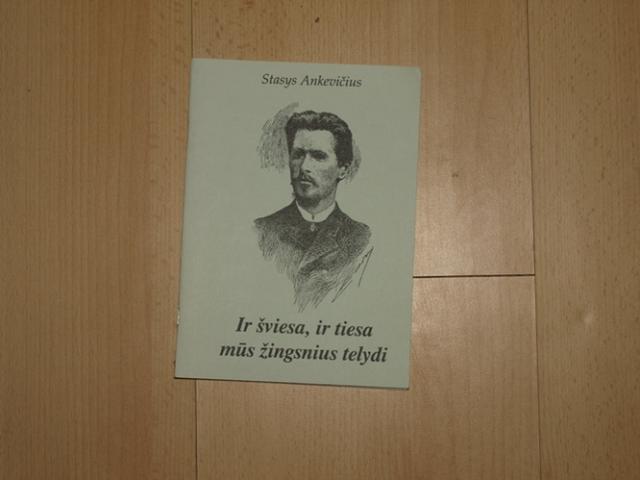 Stasys Ankevičius
Ir šviesa, ir tiesa
mūs žingsnius telydi